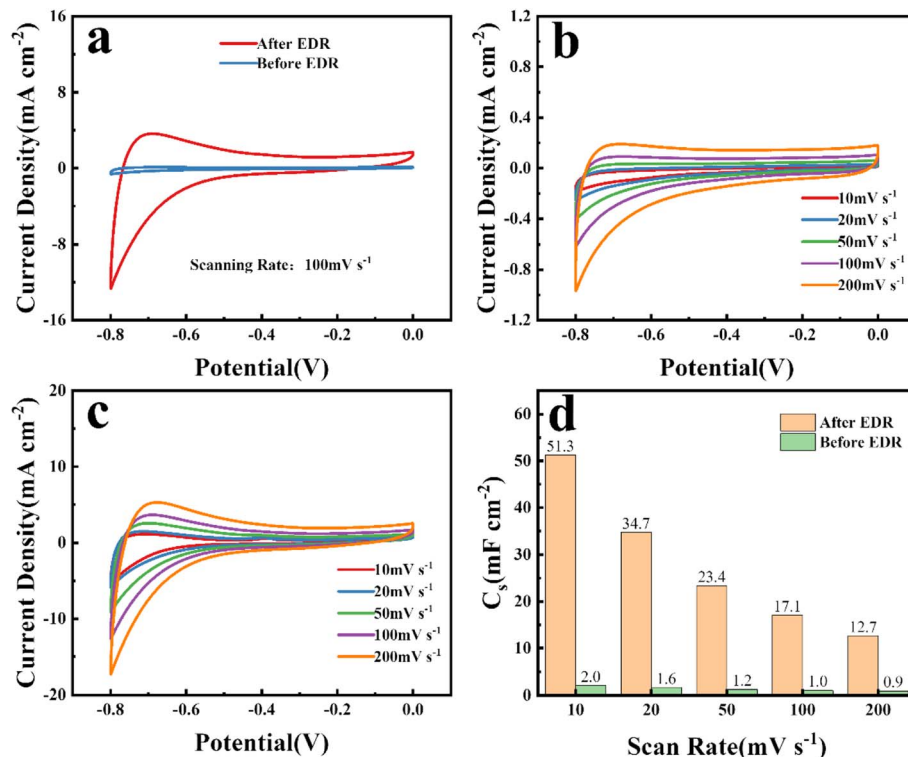 a
After EDR
Before EDR
Scanning Rate：100mV s⁻¹
Current Density(mA cm⁻²)
16
8
0
-8
-16
-0.8
-0.6
-0.4
-0.2
0.0
Potential(V)
b
Current Density(mA cm⁻²)
1.2
0.8
0.4
0.0
-0.4
-0.8
-1.2
10mV s⁻¹
20mV s⁻¹
50mV s⁻¹
100mV s⁻¹
200mV s⁻¹
-0.8
-0.6
-0.4
-0.2
0.0
Potential(V)
c
Current Density(mA cm⁻²)
20
10
0
-10
-20
10mV s⁻¹
20mV s⁻¹
50mV s⁻¹
100mV s⁻¹
200mV s⁻¹
-0.8
-0.6
-0.4
-0.2
0.0
Potential(V)
d
After EDR
Before EDR
Cₛ(mF cm⁻²)
60
50
40
30
20
10
0
51.3
34.7
23.4
17.1
12.7
2.0
1.6
1.2
1.0
0.9
10
20
50
100
200
Scan Rate(mV s⁻¹)